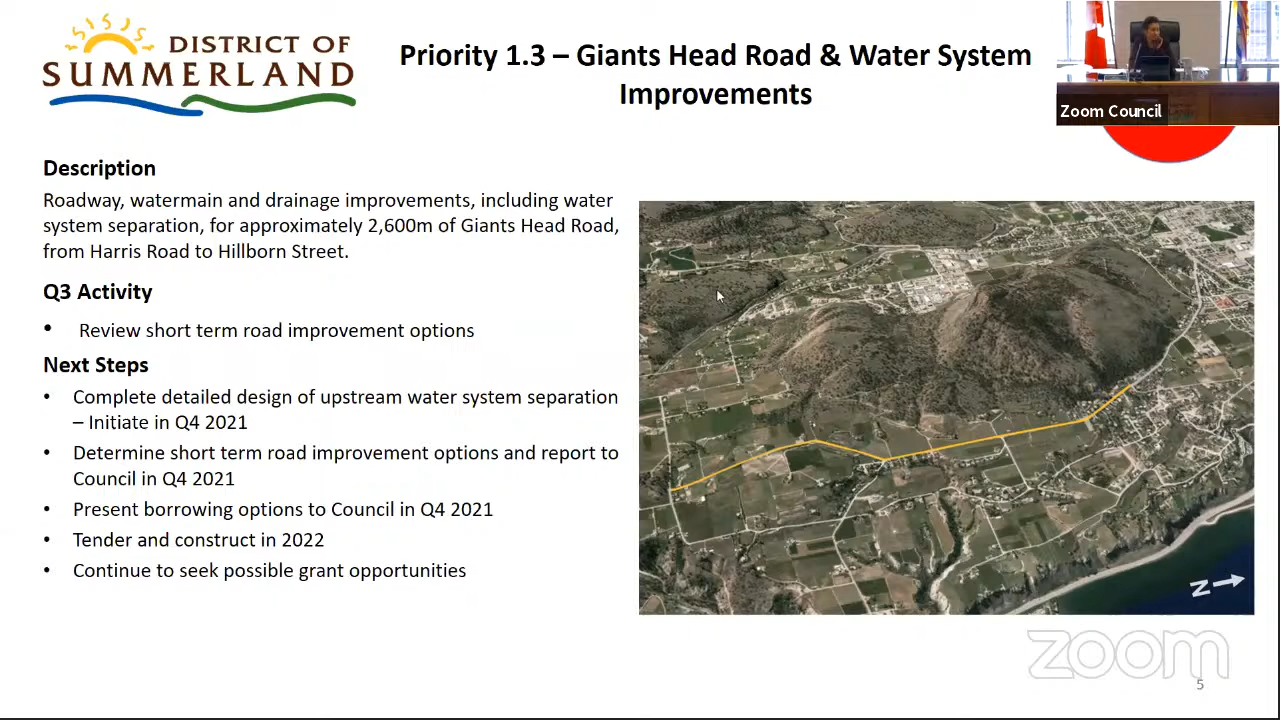 DISTRICT OF
SUMMERLAND
Priority 1.3 – Giants Head Road & Water System
Improvements
Zoom Council
Description
Roadway, watermain and drainage improvements, including water
system separation, for approximately 2,600m of Giants Head Road,
from Harris Road to Hillborn Street.
Q3 Activity
• Review short term road improvement options
Next Steps
• Complete detailed design of upstream water system separation
– Initiate in Q4 2021
• Determine short term road improvement options and report to
Council in Q4 2021
• Present borrowing options to Council in Q4 2021
• Tender and construct in 2022
• Continue to seek possible grant opportunities
N
zoom
5